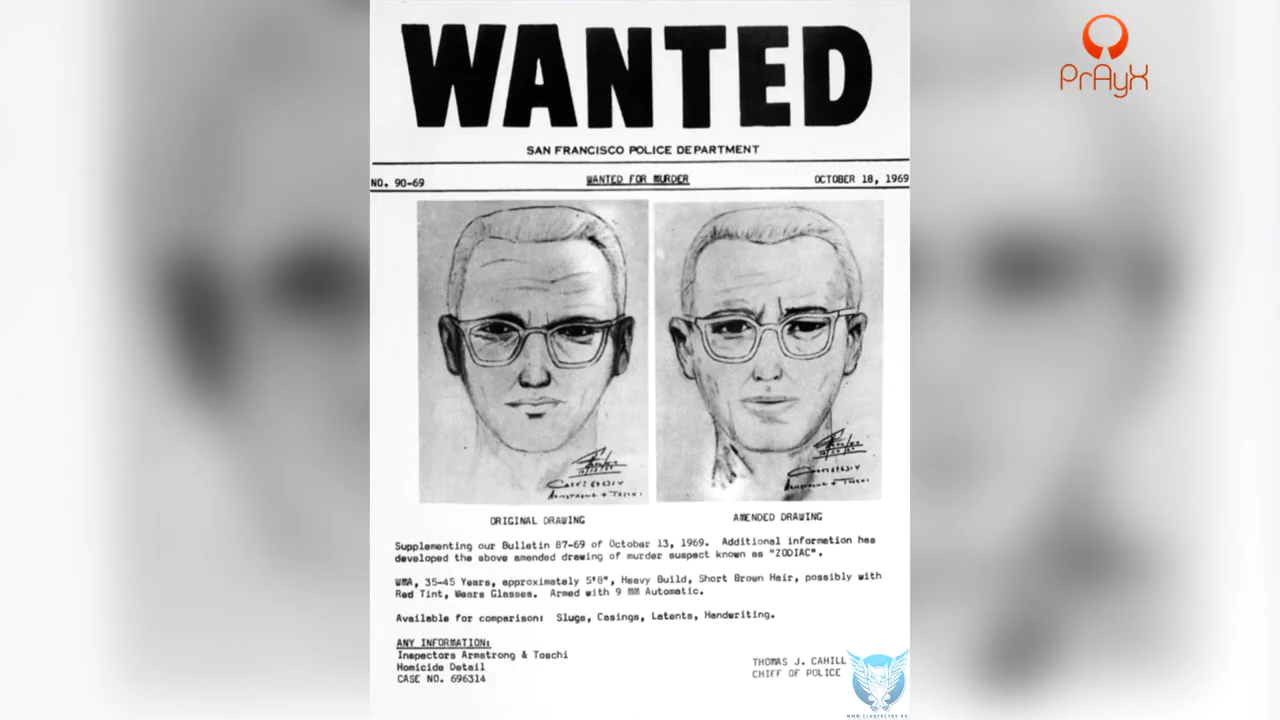 WANTED
PrAyX
SAN FRANCISCO POLICE DEPARTMENT
NO. 90-69 WANTED FOR MURDER OCTOBER 18, 1969
ORIGINAL DRAWING AMENDED DRAWING
Supplementing our Bulletin 87-69 of October 13, 1969. Additional information has
developed the above amended drawing of murder suspect known as "ZODIAC".
WMA, 35-45 Years, approximately 5'8", Heavy Build, Short Brown Hair, possibly with
Red Tint, Wears Glasses. Armed with 9 MM Automatic.
Available for comparison: Slugs, Casings, Latents, Handwriting.
ANY INFORMATION:
Inspectors Armstrong & Toschi
Homicide Detail
CASE NO. 696314
THOMAS J. CAHILL
CHIEF OF POLICE